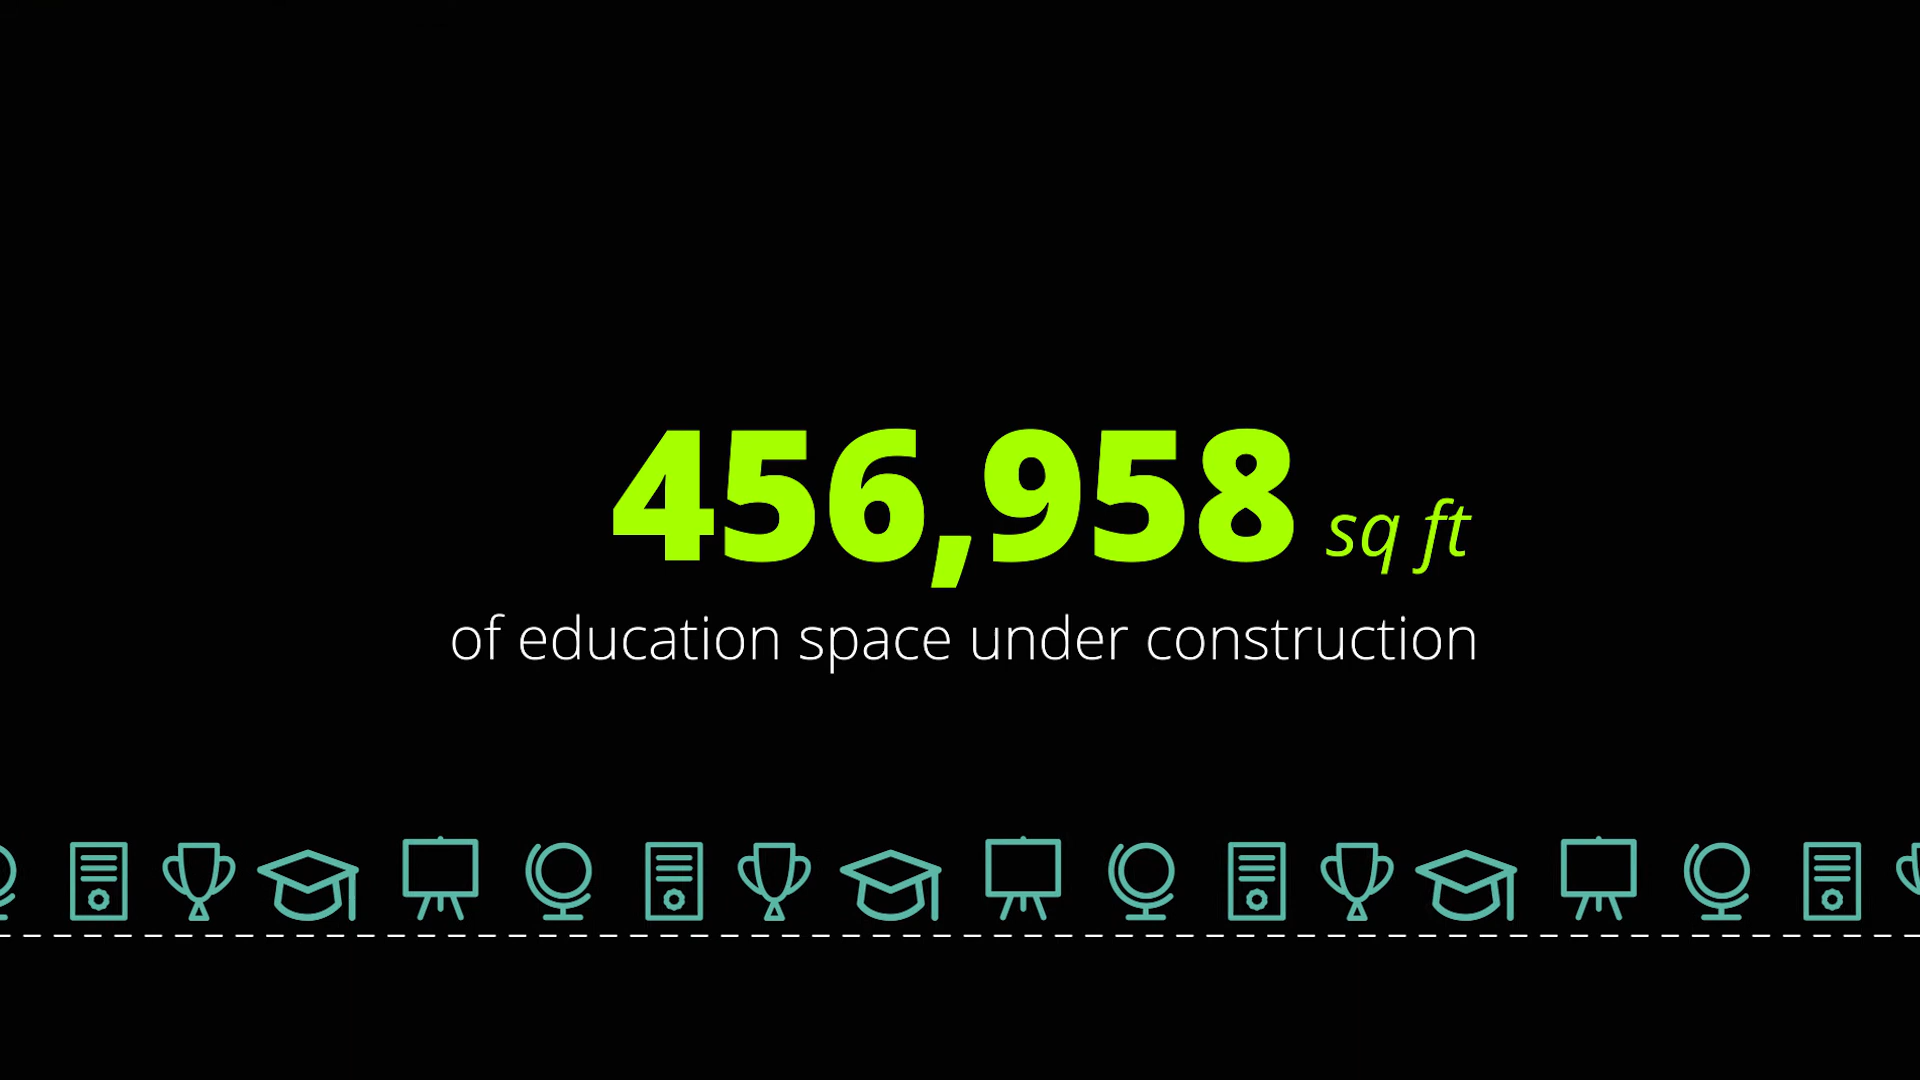 456,958 sq ft
of education space under construction